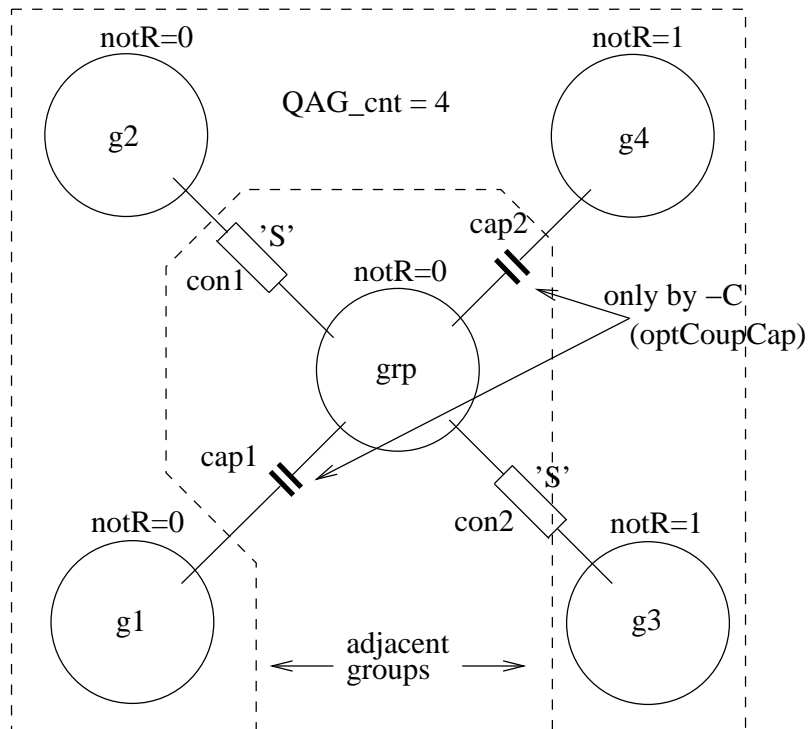 notR=0
notR=1
QAG_cnt = 4
g2
g4
'S'
cap2
con1
notR=0
only by –C
(optCoupCap)
grp
cap1
'S'
notR=0
con2
notR=1
g1
g3
adjacent
groups